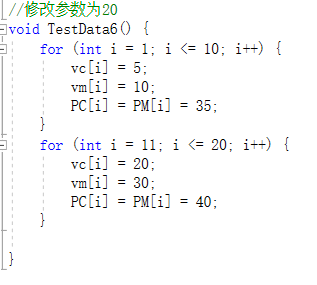 //修改参数为20
void TestData6() {
    for (int i = 1; i <= 10; i++) {
        vc[i] = 5;
        vm[i] = 10;
        PC[i] = PM[i] = 35;
    }
    for (int i = 11; i <= 20; i++) {
        vc[i] = 20;
        vm[i] = 30;
        PC[i] = PM[i] = 40;
    }
}